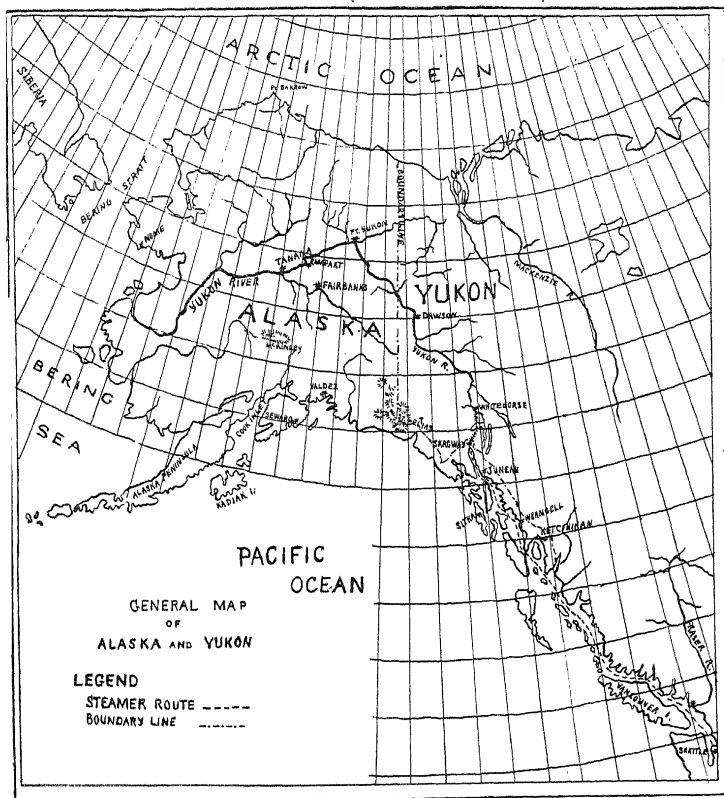 ARCTIC OCEAN
PT BARROW
SIBERIA
BERING STRAIT
NOME
BOUNDARY LINE
FT. YUKON
TANANA
RAMPART
MACKENZIE R.
YUKON RIVER
FAIRBANKS
YUKON
ALASKA
DAWSON
MCKINLEY
YUKON R.
BERING
SEA
VALDEZ
WHITEHORSE
COOK INLET
SEWARD
ST ELIAS
SKAGWAY
JUNEAU
ALASKA PENINSULA
KADIAK I.
SITKA
WRANGELL
KETCHIKAN
PACIFIC
OCEAN
GENERAL MAP
OF
ALASKA AND YUKON
FRASER R.
LEGEND
STEAMER ROUTE
BOUNDARY LINE
VANCOUVER I.
SEATTLE